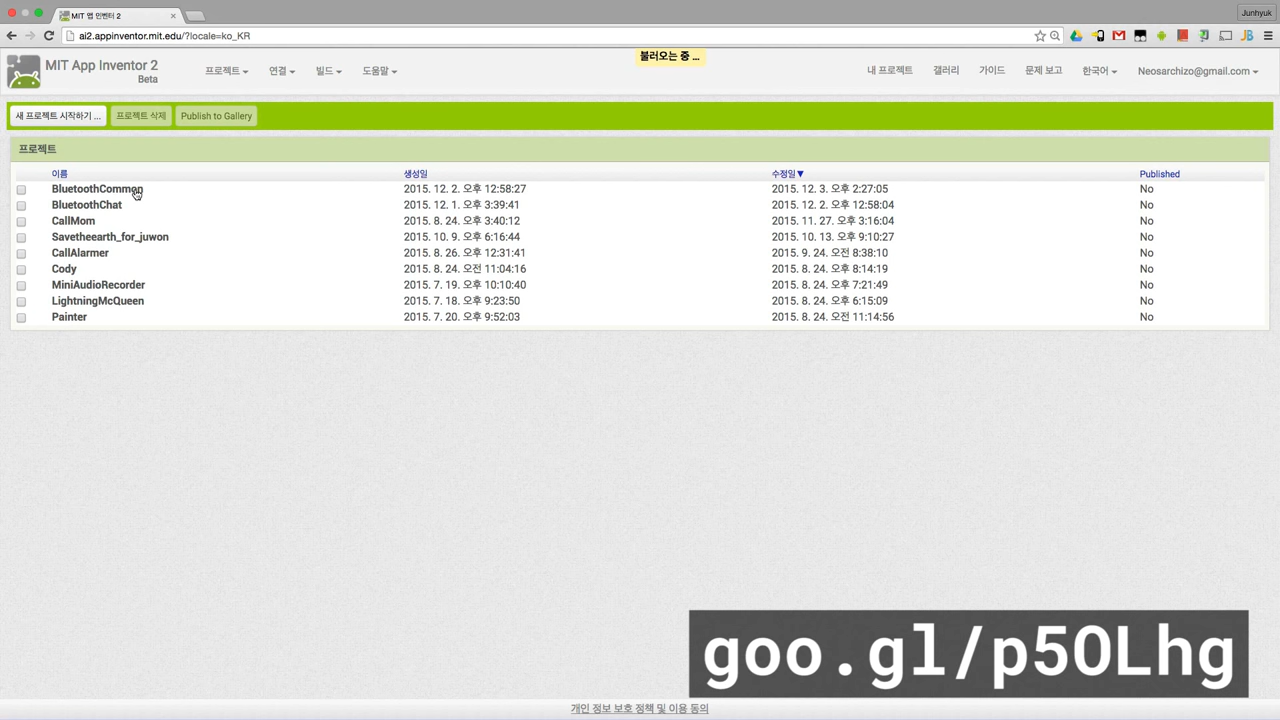 Junhyuk
MIT 앱 인벤터 2
ai2.appinventor.mit.edu/?locale=ko_KR
불러오는 중 ...
MIT App Inventor 2
Beta
프로젝트 연결 빌드 도움말 내 프로젝트 갤러리 가이드 문제 보고 한국어 Neosarchizo@gmail.com
새 프로젝트 시작하기 ... 프로젝트 삭제 Publish to Gallery
프로젝트
이름 생성일 수정일▼ Published
BluetoothCommon 2015. 12. 2. 오후 12:58:27 2015. 12. 3. 오후 2:27:05 No
BluetoothChat 2015. 12. 1. 오후 3:39:41 2015. 12. 2. 오후 12:58:04 No
CallMom 2015. 8. 24. 오후 3:40:12 2015. 11. 27. 오후 3:16:04 No
Savetheearth_for_juwon 2015. 10. 9. 오후 6:16:44 2015. 10. 13. 오후 9:10:27 No
CallAlarmer 2015. 8. 26. 오후 12:31:41 2015. 9. 24. 오전 8:38:10 No
Cody 2015. 8. 24. 오전 11:04:16 2015. 8. 24. 오후 8:14:19 No
MiniAudioRecorder 2015. 7. 19. 오후 10:10:40 2015. 8. 24. 오후 7:21:49 No
LightningMcQueen 2015. 7. 18. 오후 9:23:50 2015. 8. 24. 오후 6:15:09 No
Painter 2015. 7. 20. 오후 9:52:03 2015. 8. 24. 오전 11:14:56 No
goo.gl/p5OLhg
개인 정보 보호 정책 및 이용 동의